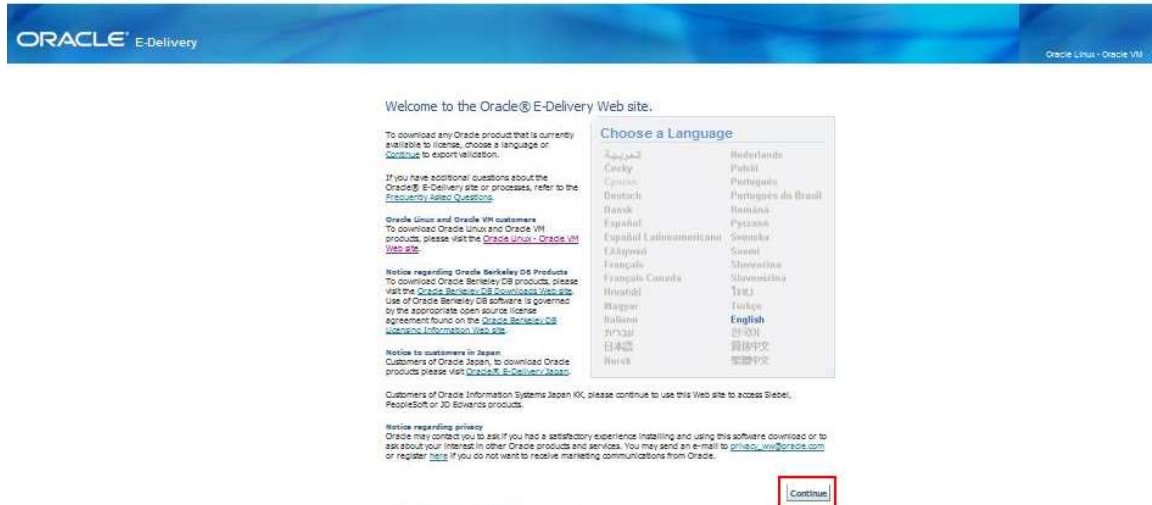 ORACLE® E-Delivery
Oracle Linux - Oracle VM
Welcome to the Oracle® E-Delivery Web site.
To download any Oracle product that is currently
available to license, choose a language or
Continue to export validation.
If you have additional questions about the
Oracle® E-Delivery site or processes, refer to the
Frequently Asked Questions.
Oracle Linux and Oracle VM customers
To download Oracle Linux and Oracle VM
products, please visit the Oracle Linux - Oracle VM
Web site.
Notice regarding Oracle Berkeley DB Products
To download Oracle Berkeley DB products, please
visit the Oracle Berkeley DB Downloads Web site.
Use of Oracle Berkeley DB software is governed
by the appropriate open source license
agreement found on the Oracle Berkeley DB
Licensing Information Web site.
Notice to customers in Japan
Customers of Oracle Japan, to download Oracle
products please visit Oracle®. E-Delivery Japan.
Choose a Language
العربية
Nederlands
Česky
Polski
Português
Deutsch
Português do Brasil
Dansk
Română
Español
Русский
Español Latinoamericano
Svenska
Ελληνικά
Suomi
Français
Slovenčina
Français Canada
Slovenščina
Hrvatski
ไทย
Magyar
Türkçe
Italiano
English
עברית
한국어
日本語
简体中文
Norsk
繁體中文
Customers of Oracle Information Systems Japan KK, please continue to use this Web site to access Siebel,
PeopleSoft or JD Edwards products.
Notice regarding privacy
Oracle may contact you to ask if you had a satisfactory experience installing and using this software download or to
ask about your interest in other Oracle products and services. You may send an e-mail to privacy_ww@oracle.com
or register here if you do not want to receive marketing communications from Oracle.
Continue